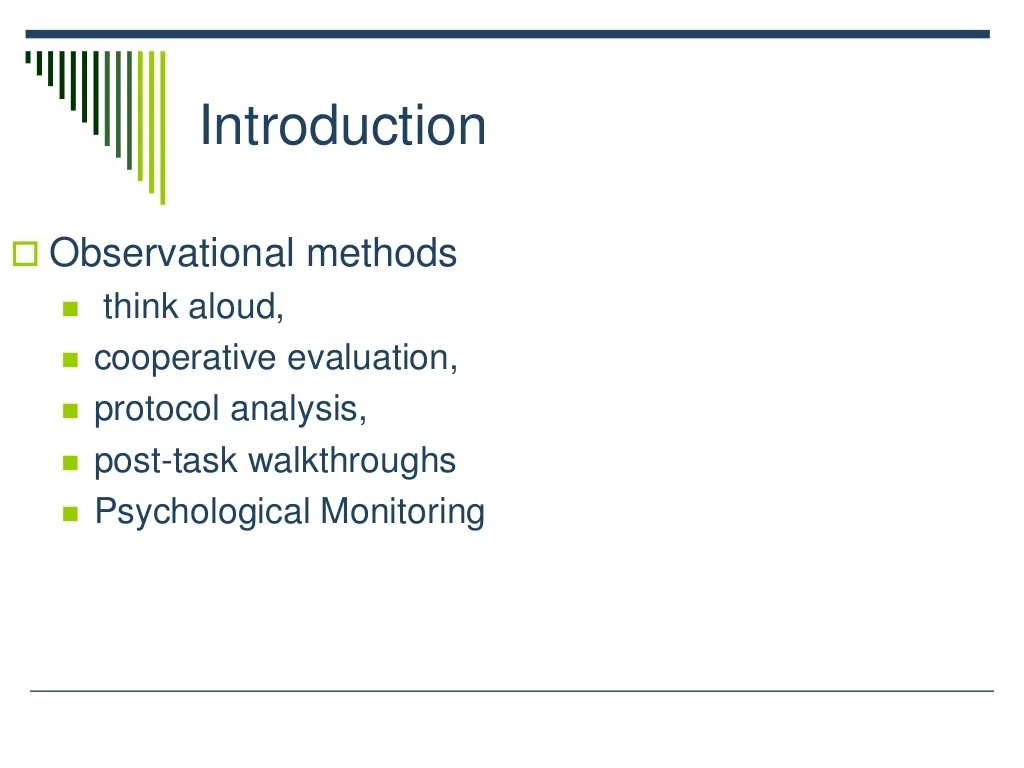 Introduction
Observational methods
think aloud,
cooperative evaluation,
protocol analysis,
post-task walkthroughs
Psychological Monitoring